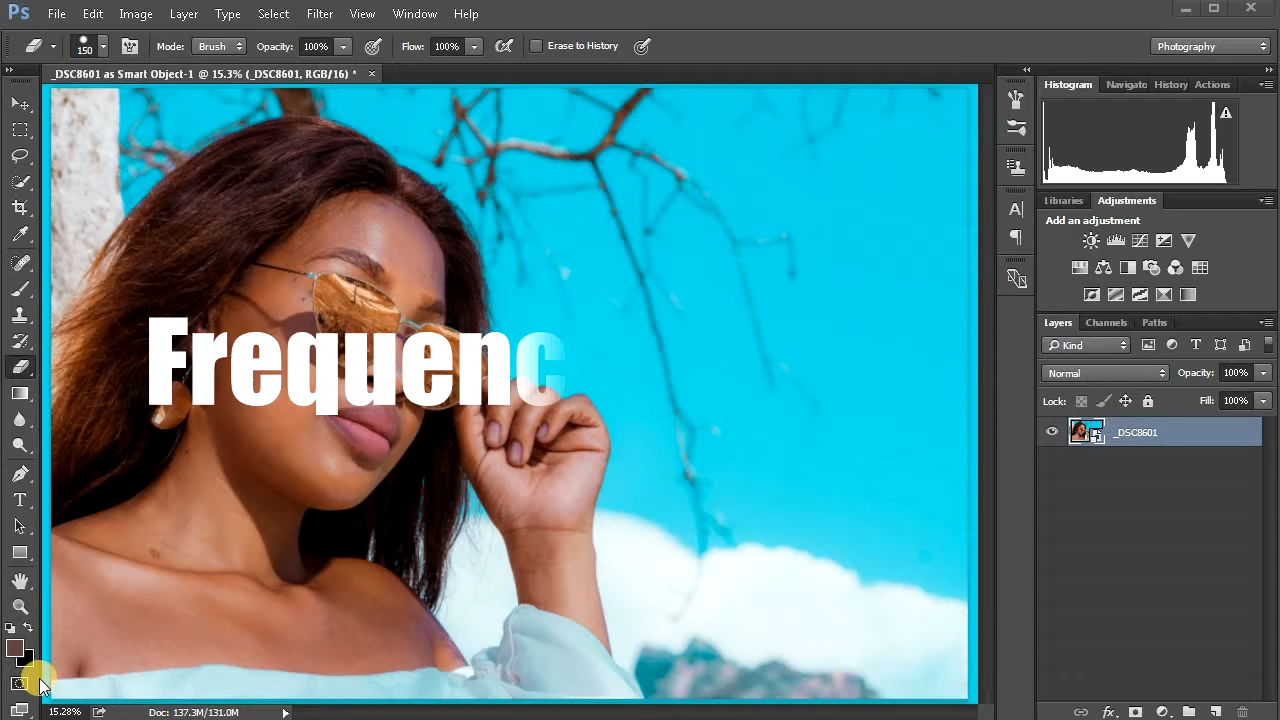 Ps File Edit Image Layer Type Select Filter View Window Help
150 Mode: Brush Opacity: 100% Flow: 100% Erase to History Photography
_DSC8601 as Smart Object-1 @ 15.3% (_DSC8601, RGB/16) * ×
Histogram Navigato History Actions
Libraries Adjustments
Add an adjustment
Layers Channels Paths
Kind
Normal Opacity: 100%
Lock: Fill: 100%
_DSC8601
Frequenc
15.28% Doc: 137.3M/131.0M